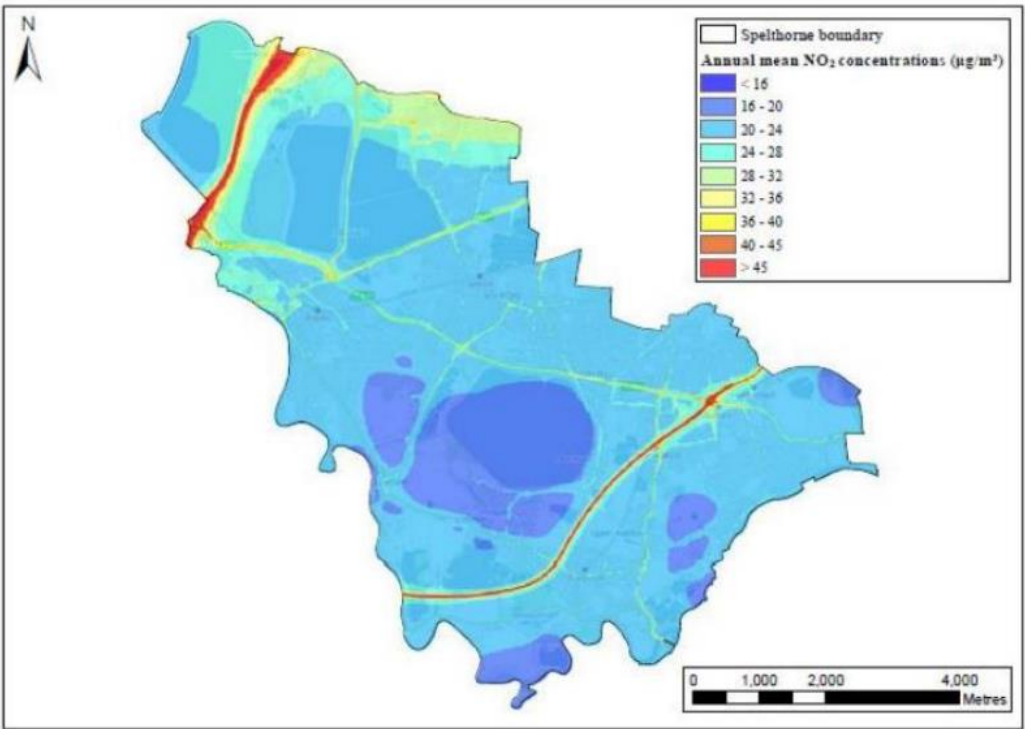 N
Spelthorne boundary
Annual mean NO₂ concentrations (µg/m³)
< 16
16 - 20
20 - 24
24 - 28
28 - 32
32 - 36
36 - 40
40 - 45
> 45
0 1,000 2,000 4,000
Metres